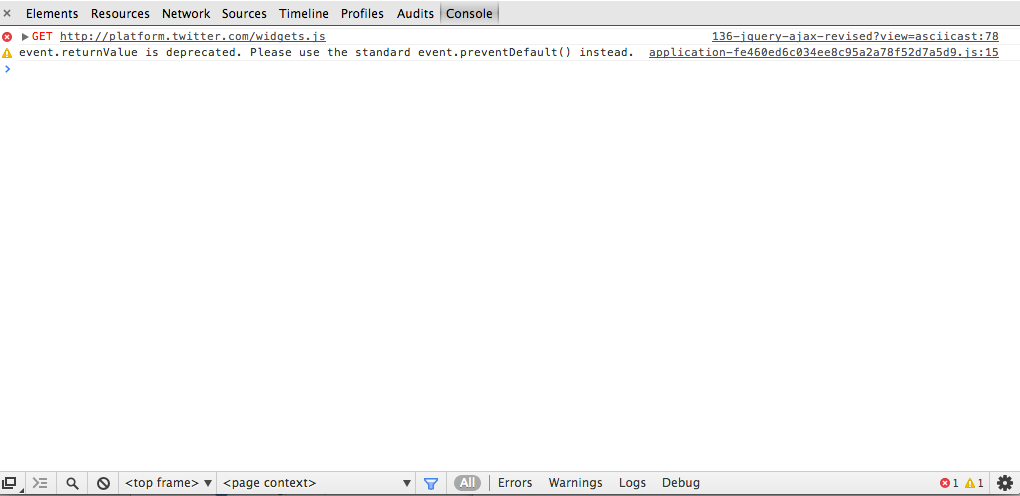 × Elements Resources Network Sources Timeline Profiles Audits Console
GET http://platform.twitter.com/widgets.js 136-jquery-ajax-revised?view=asciicast:78
event.returnValue is deprecated. Please use the standard event.preventDefault() instead. application-fe460ed6c034ee8c95a2a78f52d7a5d9.js:15
>
<top frame> ▼ <page context> ▼ All Errors Warnings Logs Debug 1 1